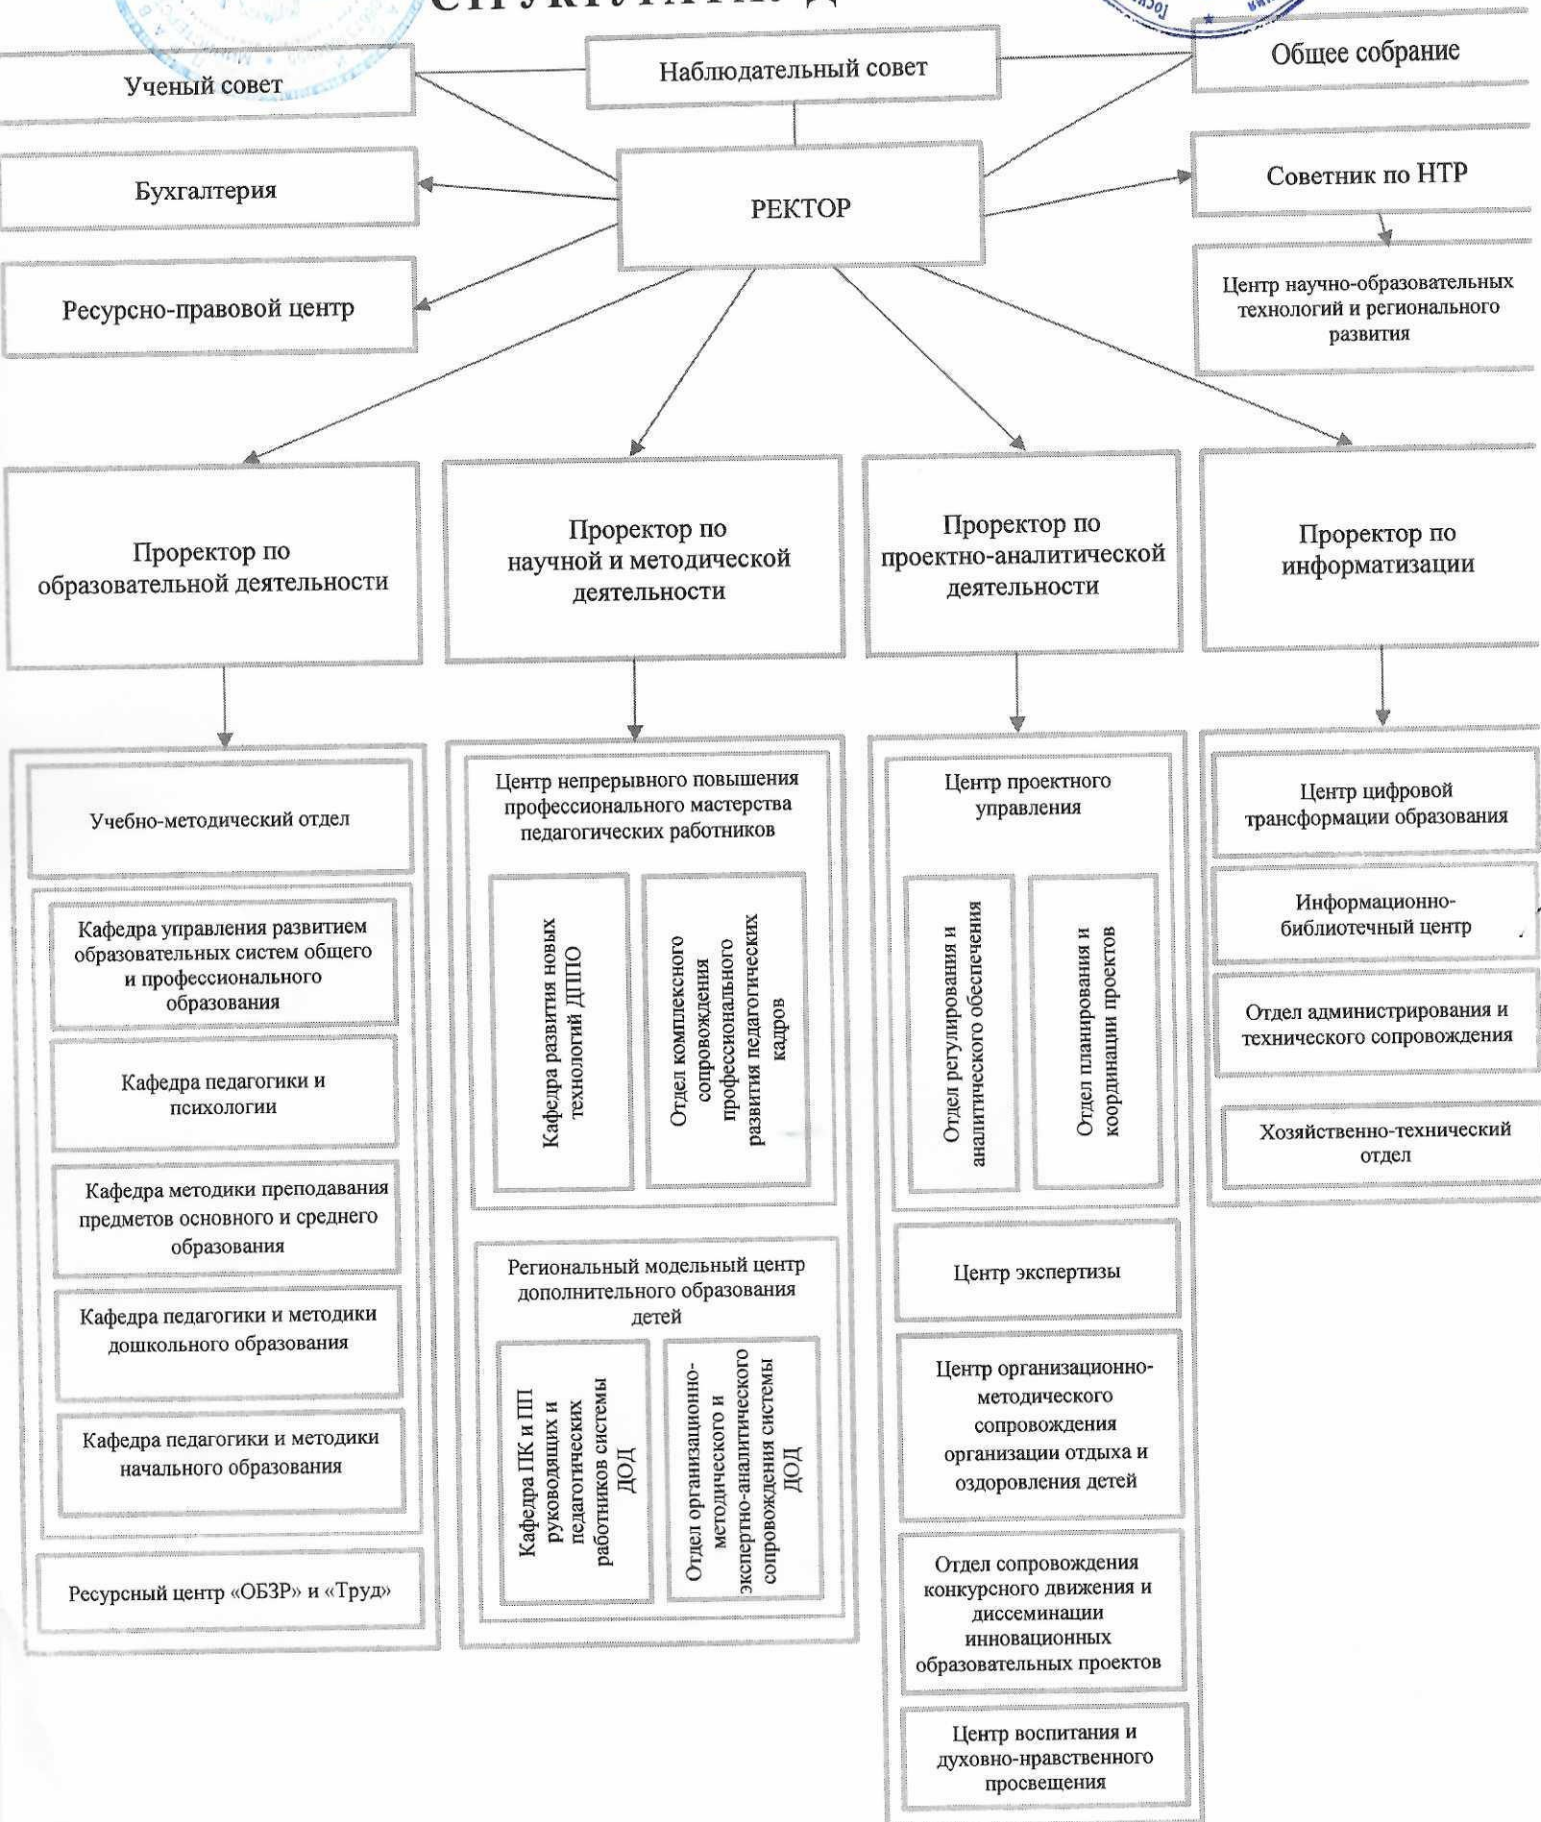 Ученый совет
Наблюдательный совет
Общее собрание
Бухгалтерия
РЕКТОР
Советник по НТР
Ресурсно-правовой центр
Центр научно-образовательных
технологий и регионального
развития
Проректор по
образовательной деятельности
Проректор по
научной и методической
деятельности
Проректор по
проектно-аналитической
деятельности
Проректор по
информатизации
Учебно-методический отдел
Кафедра управления развитием
образовательных систем общего
и профессионального
образования
Кафедра педагогики и
психологии
Кафедра методики преподавания
предметов основного и среднего
образования
Кафедра педагогики и методики
дошкольного образования
Кафедра педагогики и методики
начального образования
Ресурсный центр «ОБЗР» и «Труд»
Центр непрерывного повышения
профессионального мастерства
педагогических работников
Кафедра развития новых
технологий ДППО
Отдел комплексного
сопровождения
профессионального
развития педагогических
кадров
Региональный модельный центр
дополнительного образования
детей
Кафедра ПК и ПП
руководящих и
педагогических
работников системы
ДОД
Отдел организационно-
методического и
экспертно-аналитического
сопровождения системы
ДОД
Центр проектного
управления
Отдел регулирования и
аналитического обеспечения
Отдел планирования и
координации проектов
Центр экспертизы
Центр организационно-
методического
сопровождения
организации отдыха и
оздоровления детей
Отдел сопровождения
конкурсного движения и
диссеминации
инновационных
образовательных проектов
Центр воспитания и
духовно-нравственного
просвещения
Центр цифровой
трансформации образования
Информационно-
библиотечный центр
Отдел администрирования и
технического сопровождения
Хозяйственно-технический
отдел